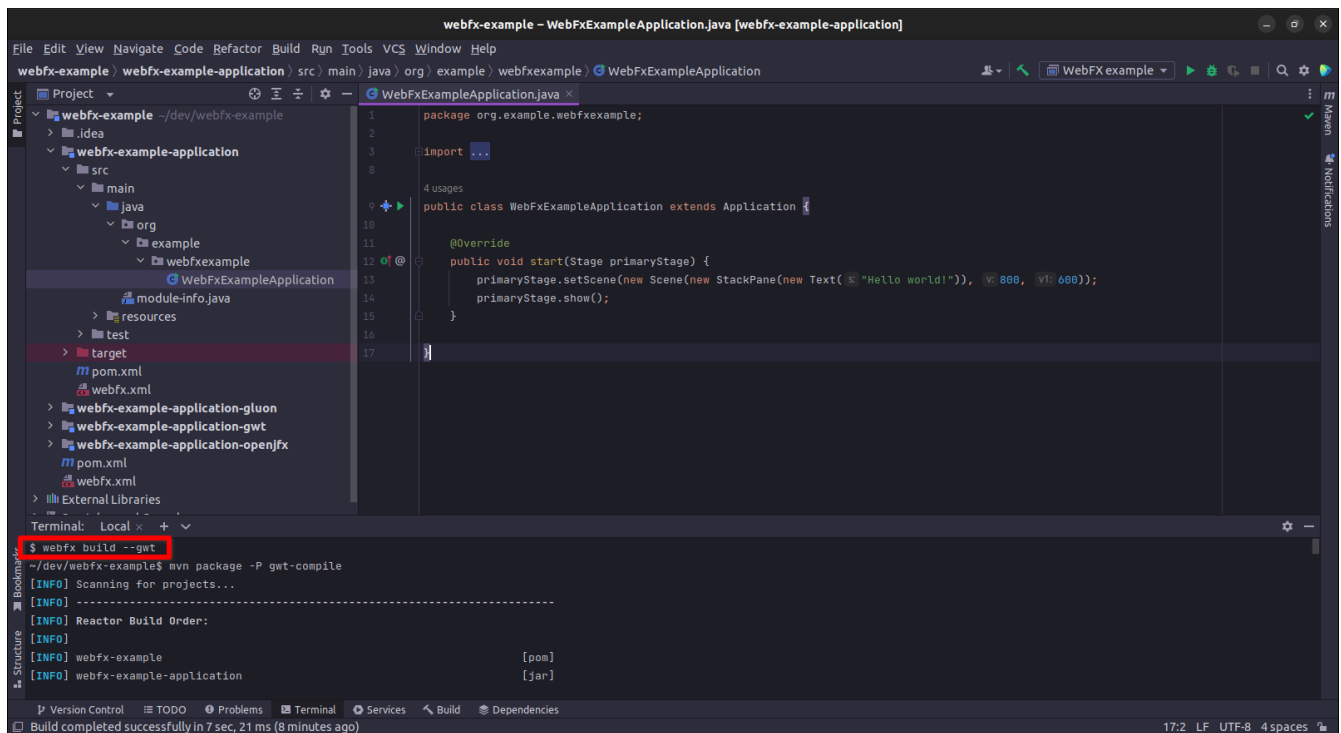 webfx-example – WebFxExampleApplication.java [webfx-example-application]
File Edit View Navigate Code Refactor Build Run Tools VCS Window Help
webfx-example › webfx-example-application › src › main › java › org › example › webfxexample › WebFxExampleApplication
WebFX example
Project
WebFxExampleApplication.java
Project
Maven
Notifications
webfx-example ~/dev/webfx-example
.idea
webfx-example-application
src
main
java
org
example
webfxexample
WebFxExampleApplication
module-info.java
resources
test
target
pom.xml
webfx.xml
webfx-example-application-gluon
webfx-example-application-gwt
webfx-example-application-openjfx
pom.xml
webfx.xml
External Libraries
1 package org.example.webfxexample;
2
3 import ...
8
4 usages
9 public class WebFxExampleApplication extends Application {
10
11 @Override
12 @ public void start(Stage primaryStage) {
13 primaryStage.setScene(new Scene(new StackPane(new Text( s: "Hello world!")), v: 800, v1: 600));
14 primaryStage.show();
15 }
16
17 }
Terminal: Local × +
$ webfx build --gwt
~/dev/webfx-example$ mvn package -P gwt-compile
[INFO] Scanning for projects...
[INFO] ------------------------------------------------------------------------
[INFO] Reactor Build Order:
[INFO]
[INFO] webfx-example [pom]
[INFO] webfx-example-application [jar]
Bookmarks
Structure
Version Control TODO Problems Terminal Services Build Dependencies
Build completed successfully in 7 sec, 21 ms (8 minutes ago)
17:2 LF UTF-8 4 spaces